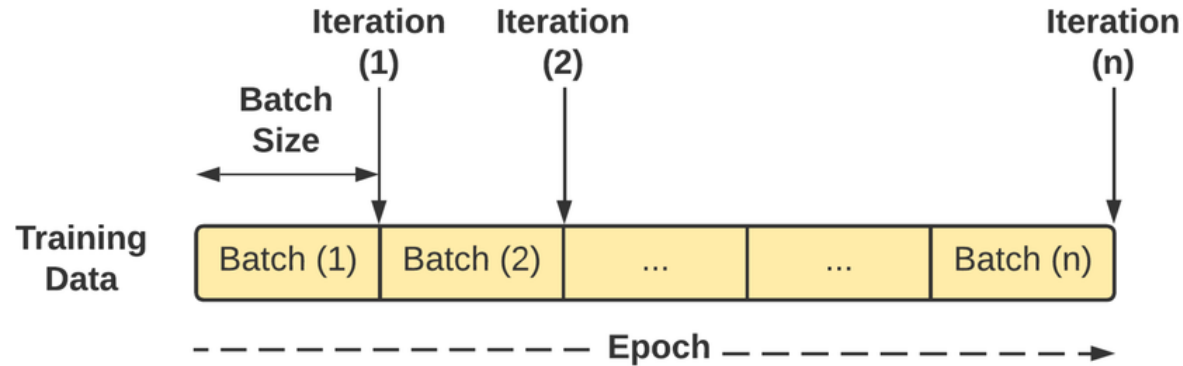 Iteration
(1)
Iteration
(2)
Iteration
(n)
Batch
Size
Training
Data
Batch (1)
Batch (2)
...
...
Batch (n)
Epoch